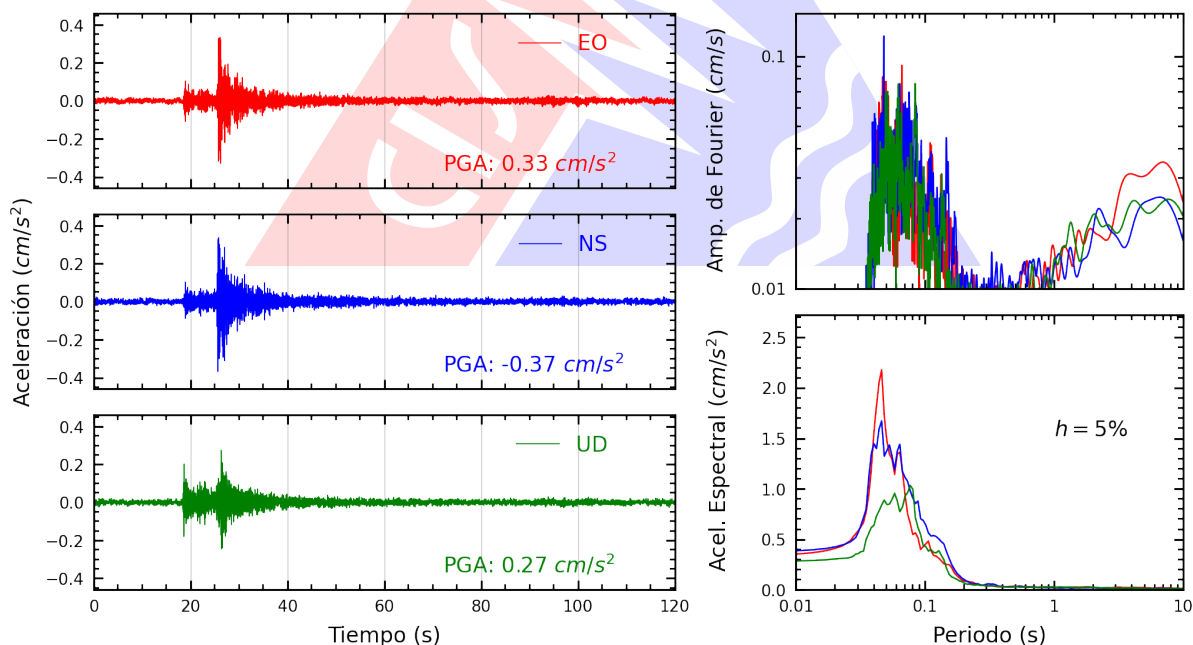 Aceleración (cm/s²)
0.4
0.2
0.0
−0.2
−0.4
EO
PGA: 0.33 cm/s²
0.4
0.2
0.0
−0.2
−0.4
NS
PGA: -0.37 cm/s²
0.4
0.2
0.0
−0.2
−0.4
UD
PGA: 0.27 cm/s²
0 20 40 60 80 100 120
Tiempo (s)
Amp. de Fourier (cm/s)
0.1
0.01
Acel. Espectral (cm/s²)
2.5
2.0
1.5
1.0
0.5
0.0
h = 5%
0.01 0.1 1 10
Periodo (s)